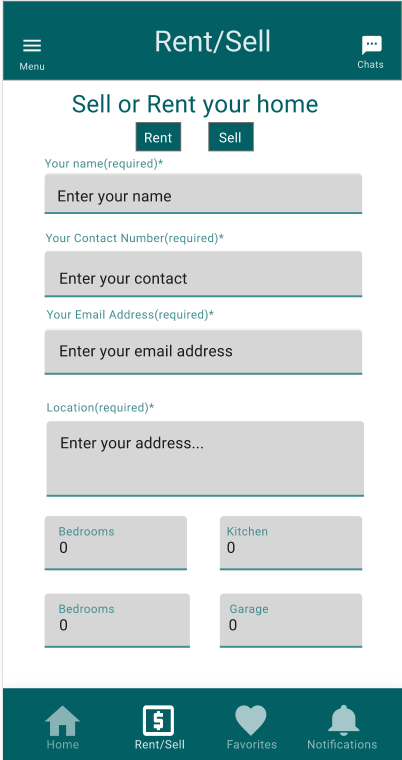 Rent/Sell
Menu
Chats
Sell or Rent your home
Rent Sell
Your name(required)*
Enter your name
Your Contact Number(required)*
Enter your contact
Your Email Address(required)*
Enter your email address
Location(required)*
Enter your address...
Bedrooms Kitchen
0 0
Bedrooms Garage
0 0
$
Home Rent/Sell Favorites Notifications